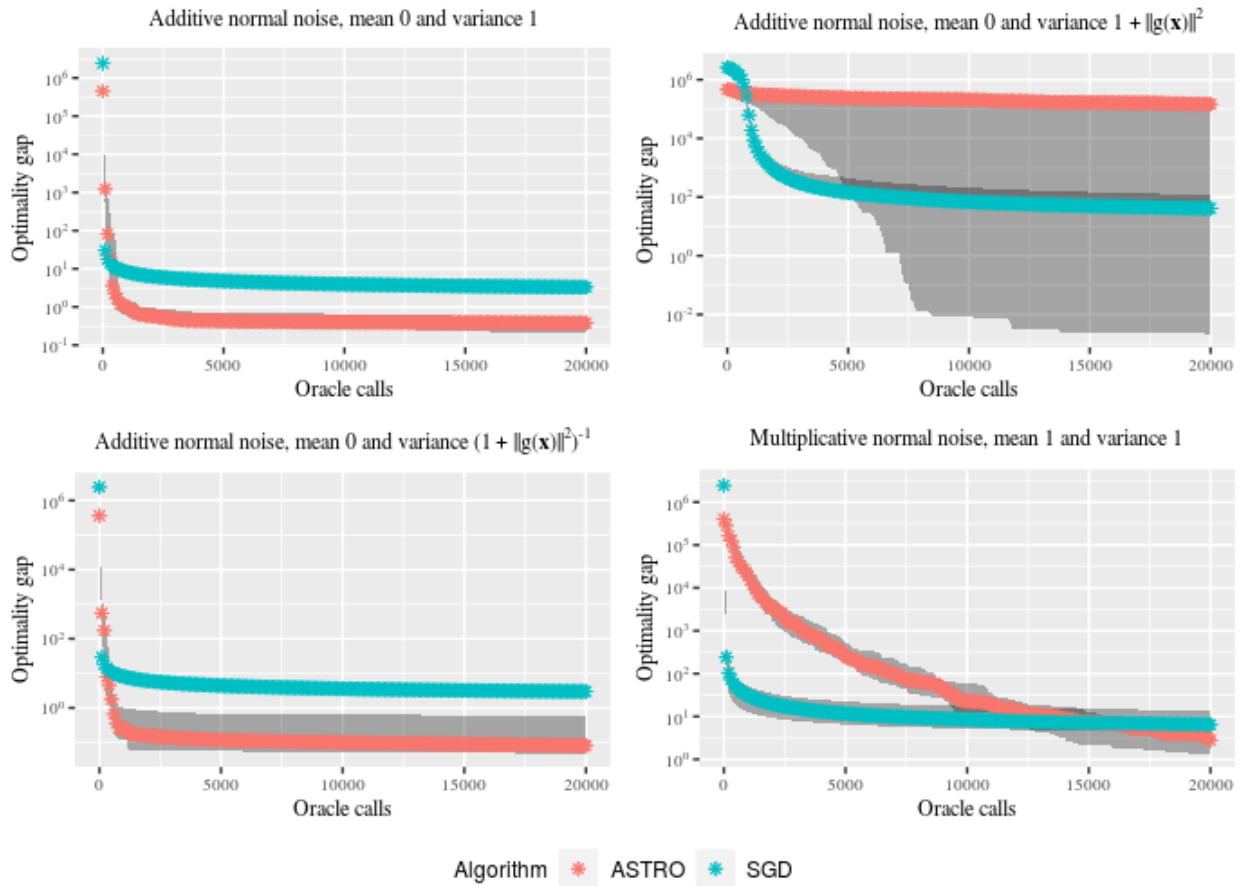 Additive normal noise, mean 0 and variance 1
Additive normal noise, mean 0 and variance 1 + ||g(x)||²
Optimality gap
10⁶
10⁵
10⁴
10³
10²
10¹
10⁰
10⁻¹
0 5000 10000 15000 20000
Oracle calls
Optimality gap
10⁶
10⁴
10²
10⁰
10⁻²
0 5000 10000 15000 20000
Oracle calls
Additive normal noise, mean 0 and variance (1 + ||g(x)||²)⁻¹
Multiplicative normal noise, mean 1 and variance 1
Optimality gap
10⁶
10⁴
10²
10⁰
0 5000 10000 15000 20000
Oracle calls
Optimality gap
10⁶
10⁵
10⁴
10³
10²
10¹
10⁰
0 5000 10000 15000 20000
Oracle calls
Algorithm ASTRO SGD